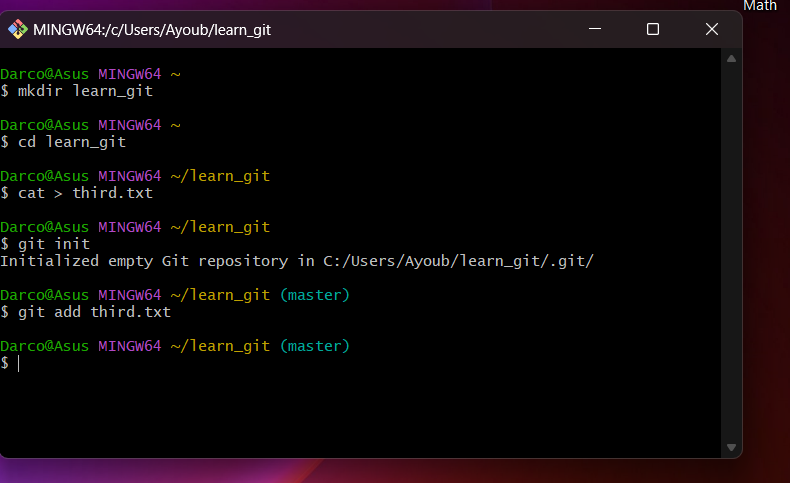 Math
MINGW64:/c/Users/Ayoub/learn_git
Darco@Asus MINGW64 ~
$ mkdir learn_git
Darco@Asus MINGW64 ~
$ cd learn_git
Darco@Asus MINGW64 ~/learn_git
$ cat > third.txt
Darco@Asus MINGW64 ~/learn_git
$ git init
Initialized empty Git repository in C:/Users/Ayoub/learn_git/.git/
Darco@Asus MINGW64 ~/learn_git (master)
$ git add third.txt
Darco@Asus MINGW64 ~/learn_git (master)
$